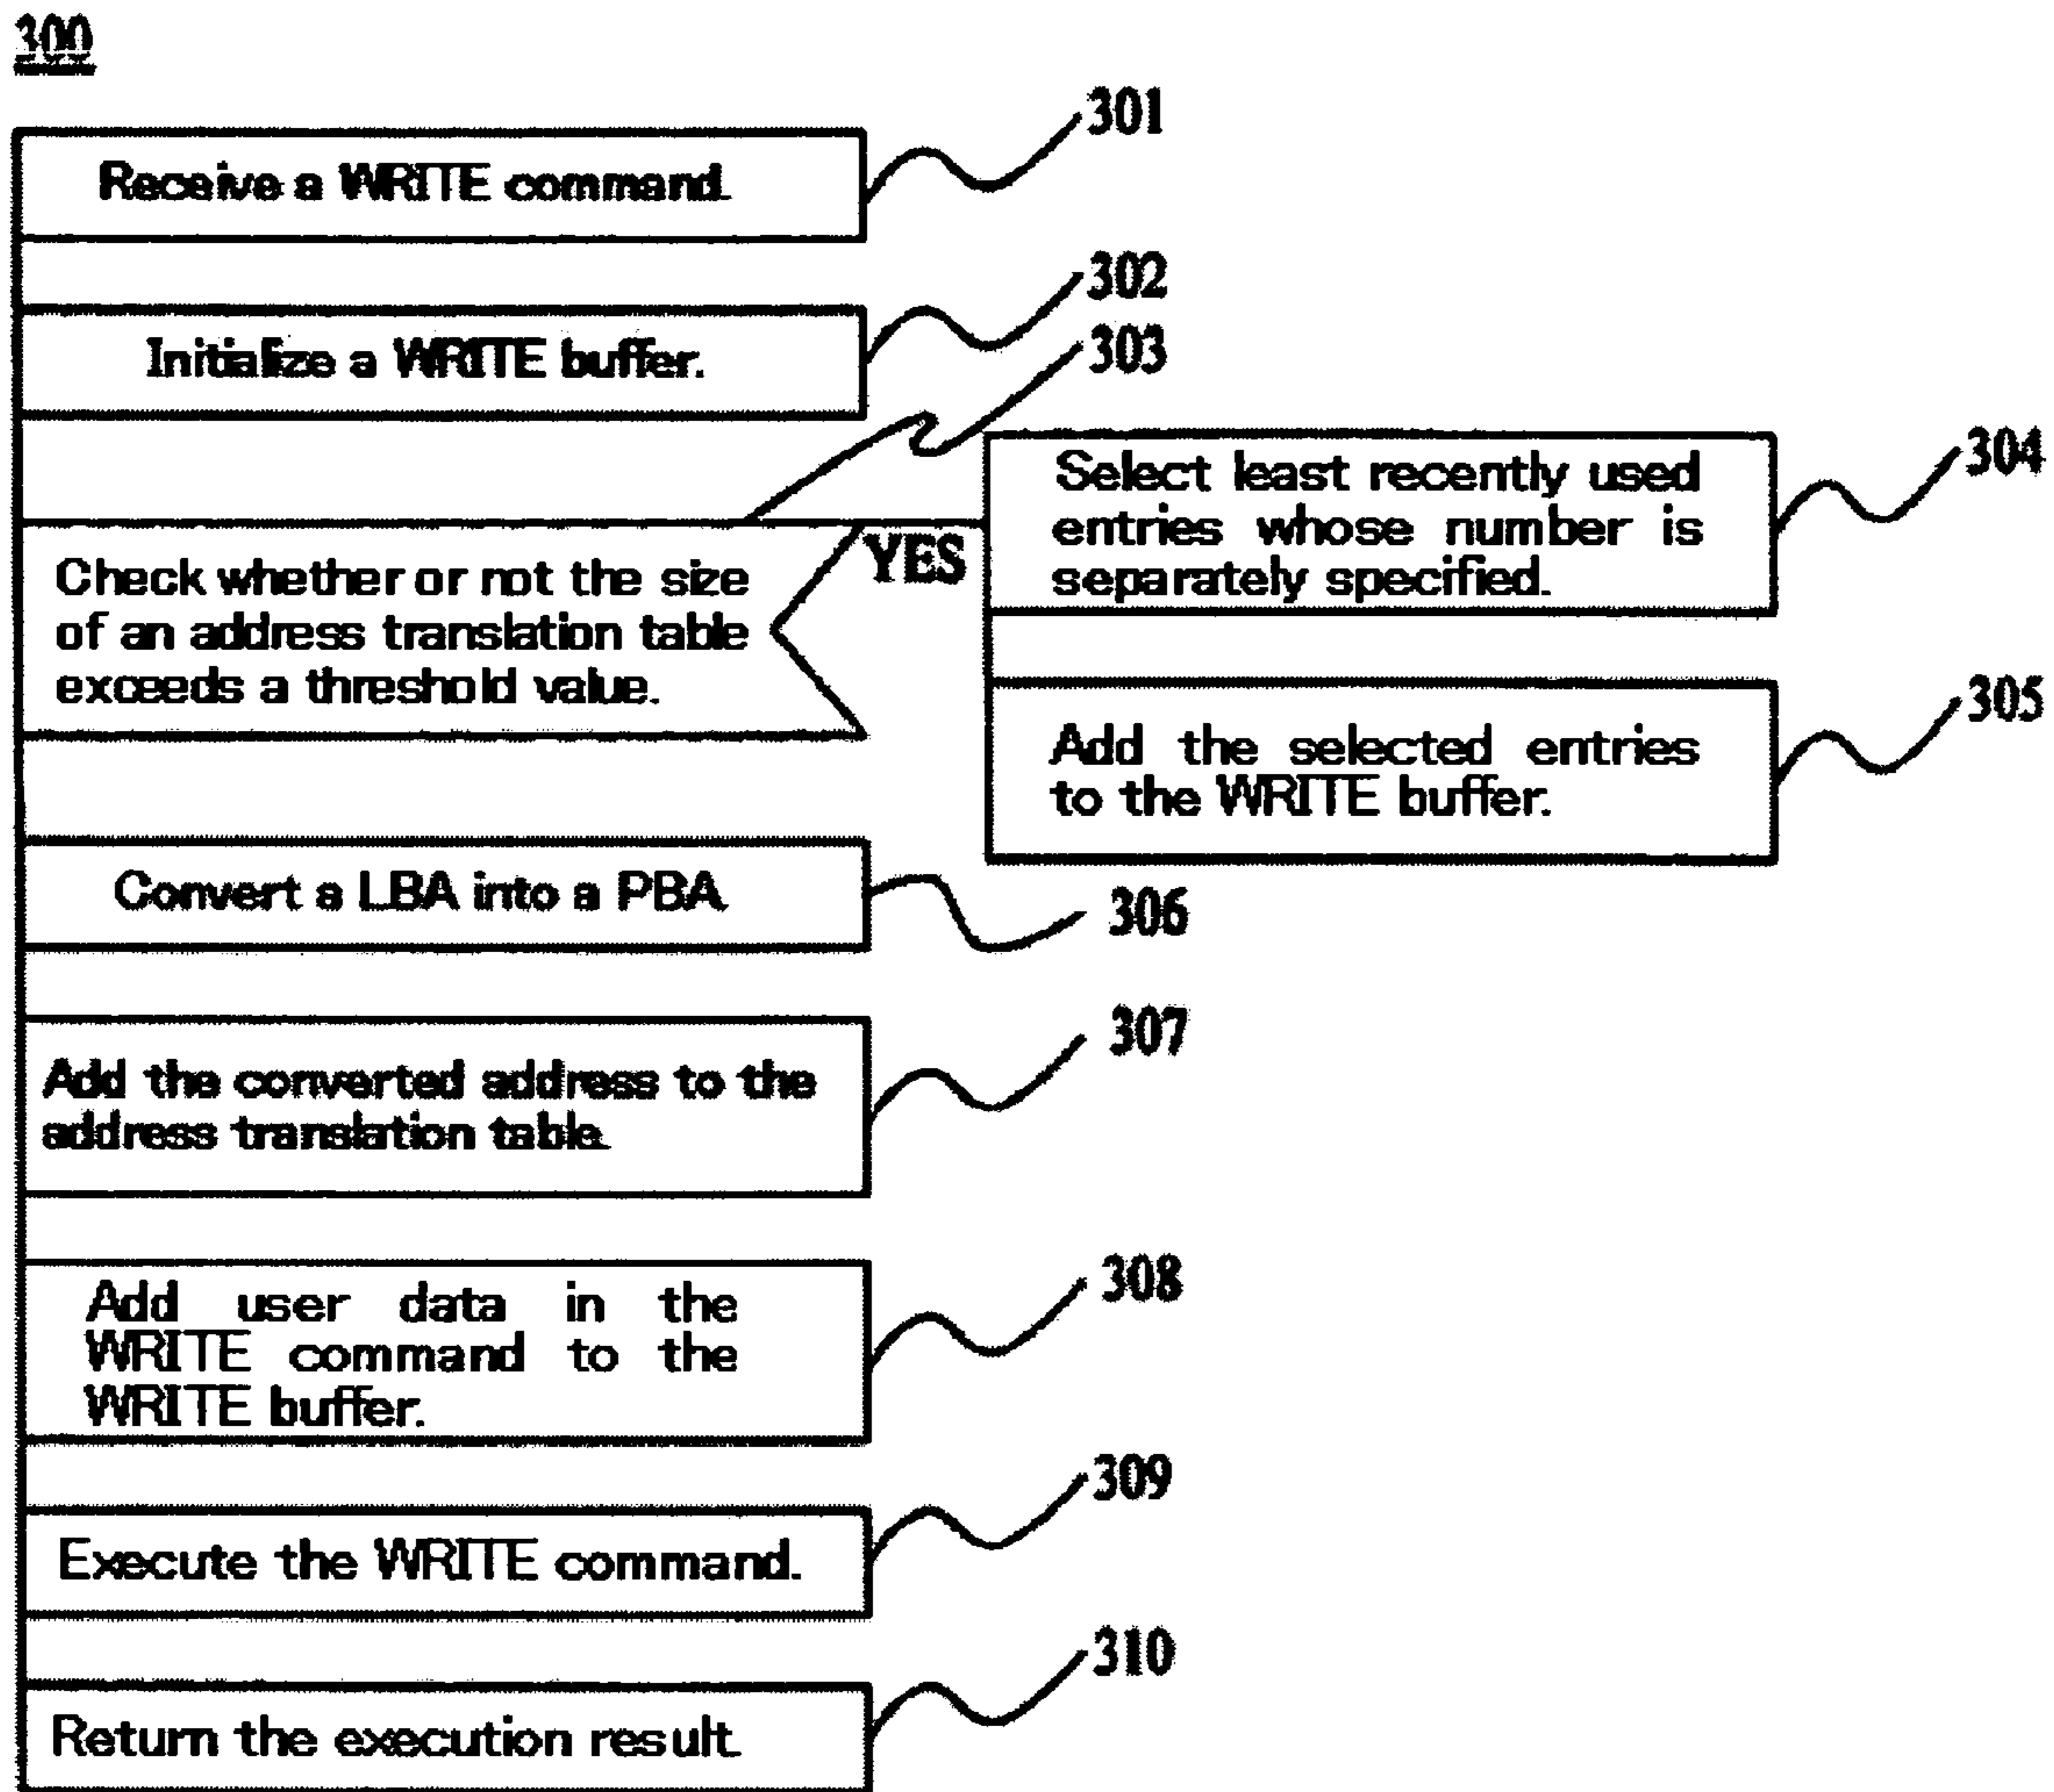 300
301
Receive a WRITE command.
302
Initialize a WRITE buffer.
303
Check whether or not the size
of an address translation table
exceeds a threshold value.
YES
304
Select least recently used
entries whose number is
separately specified.
305
Add the selected entries
to the WRITE buffer.
306
Convert a LBA into a PBA.
307
Add the converted address to the
address translation table.
308
Add user data in the
WRITE command to the
WRITE buffer.
309
Execute the WRITE command.
310
Return the execution result.